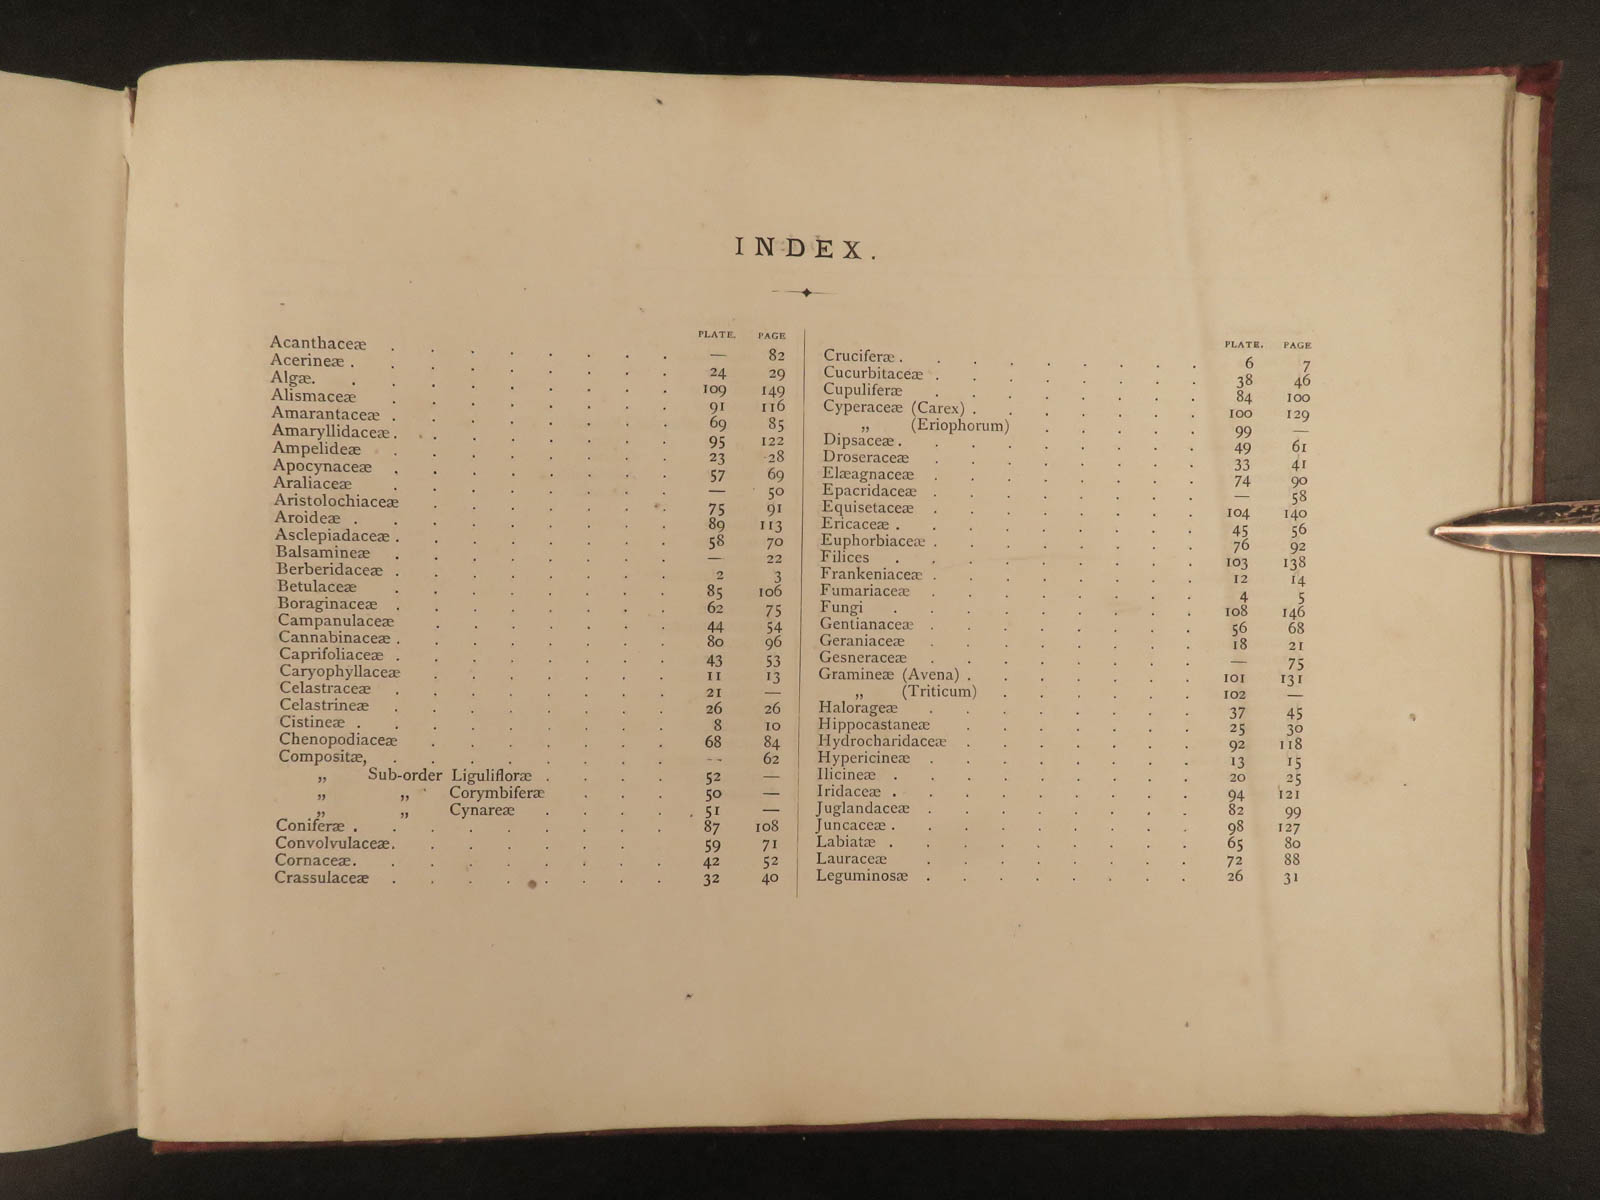 INDEX.
PLATE. PAGE
Acanthaceæ . . . . . . . . — 82
Acerineæ . . . . . . . . . 24 29
Algæ. . . . . . . . . . 109 149
Alismaceæ . . . . . . . . 91 116
Amarantaceæ . . . . . . . . 69 85
Amaryllidaceæ . . . . . . . . 95 122
Ampelideæ . . . . . . . . 23 28
Apocynaceæ . . . . . . . . 57 69
Araliaceæ . . . . . . . . — 50
Aristolochiaceæ . . . . . . . 75 91
Aroideæ . . . . . . . . . 89 113
Asclepiadaceæ . . . . . . . . 58 70
Balsamineæ . . . . . . . . — 22
Berberidaceæ . . . . . . . . 2 3
Betulaceæ . . . . . . . . 85 106
Boraginaceæ . . . . . . . . 62 75
Campanulaceæ . . . . . . . 44 54
Cannabinaceæ . . . . . . . . 80 96
Caprifoliaceæ . . . . . . . . 43 53
Caryophyllaceæ . . . . . . . 11 13
Celastraceæ . . . . . . . . 21 —
Celastrineæ . . . . . . . . 26 26
Cistineæ . . . . . . . . . 8 10
Chenopodiaceæ . . . . . . . 68 84
Compositæ, . . . . . . . . -- 62
„ Sub-order Ligulifloræ . . . . 52 —
„ „ Corymbiferæ . . . 50 —
„ „ Cynareæ . . . . 51 —
Coniferæ . . . . . . . . . 87 108
Convolvulaceæ. . . . . . . . 59 71
Cornaceæ. . . . . . . . . 42 52
Crassulaceæ . . . . . . . . 32 40
PLATE. PAGE
Cruciferæ . . . . . . . . . 6 7
Cucurbitaceæ . . . . . . . . 38 46
Cupuliferæ . . . . . . . . 84 100
Cyperaceæ (Carex) . . . . . . . 100 129
„ (Eriophorum) . . . . . 99 —
Dipsaceæ . . . . . . . . . 49 61
Droseraceæ . . . . . . . . 33 41
Elæagnaceæ . . . . . . . . 74 90
Epacridaceæ . . . . . . . . — 58
Equisetaceæ . . . . . . . . 104 140
Ericaceæ . . . . . . . . . 45 56
Euphorbiaceæ . . . . . . . . 76 92
Filices . . . . . . . . . 103 138
Frankeniaceæ . . . . . . . . 12 14
Fumariaceæ . . . . . . . . 4 5
Fungi . . . . . . . . . 108 146
Gentianaceæ . . . . . . . . 56 68
Geraniaceæ . . . . . . . . 18 21
Gesneraceæ . . . . . . . . — 75
Gramineæ (Avena) . . . . . . . 101 131
„ (Triticum) . . . . . . 102 —
Halorageæ . . . . . . . . 37 45
Hippocastaneæ . . . . . . . 25 30
Hydrocharidaceæ . . . . . . . 92 118
Hypericineæ . . . . . . . . 13 15
Ilicineæ . . . . . . . . . 20 25
Iridaceæ . . . . . . . . . 94 121
Juglandaceæ . . . . . . . . 82 99
Juncaceæ . . . . . . . . . 98 127
Labiatæ . . . . . . . . . 65 80
Lauraceæ . . . . . . . . 72 88
Leguminosæ . . . . . . . . 26 31